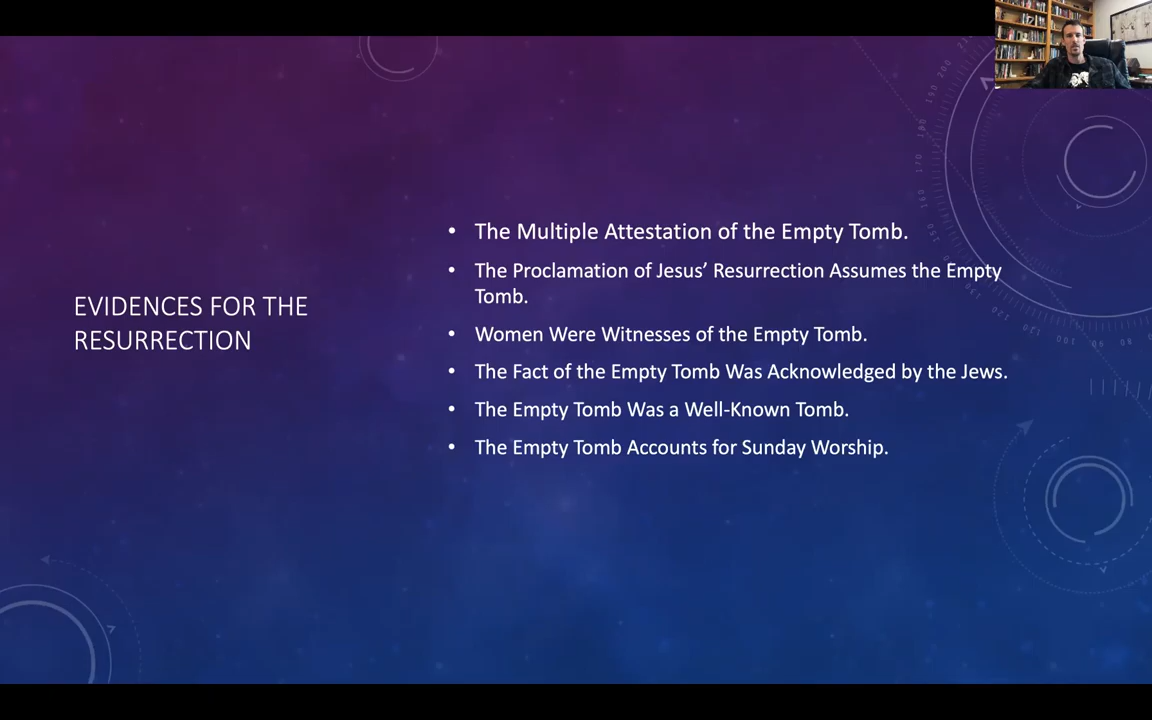 EVIDENCES FOR THE
RESURRECTION
• The Multiple Attestation of the Empty Tomb.
• The Proclamation of Jesus’ Resurrection Assumes the Empty
Tomb.
• Women Were Witnesses of the Empty Tomb.
• The Fact of the Empty Tomb Was Acknowledged by the Jews.
• The Empty Tomb Was a Well-Known Tomb.
• The Empty Tomb Accounts for Sunday Worship.